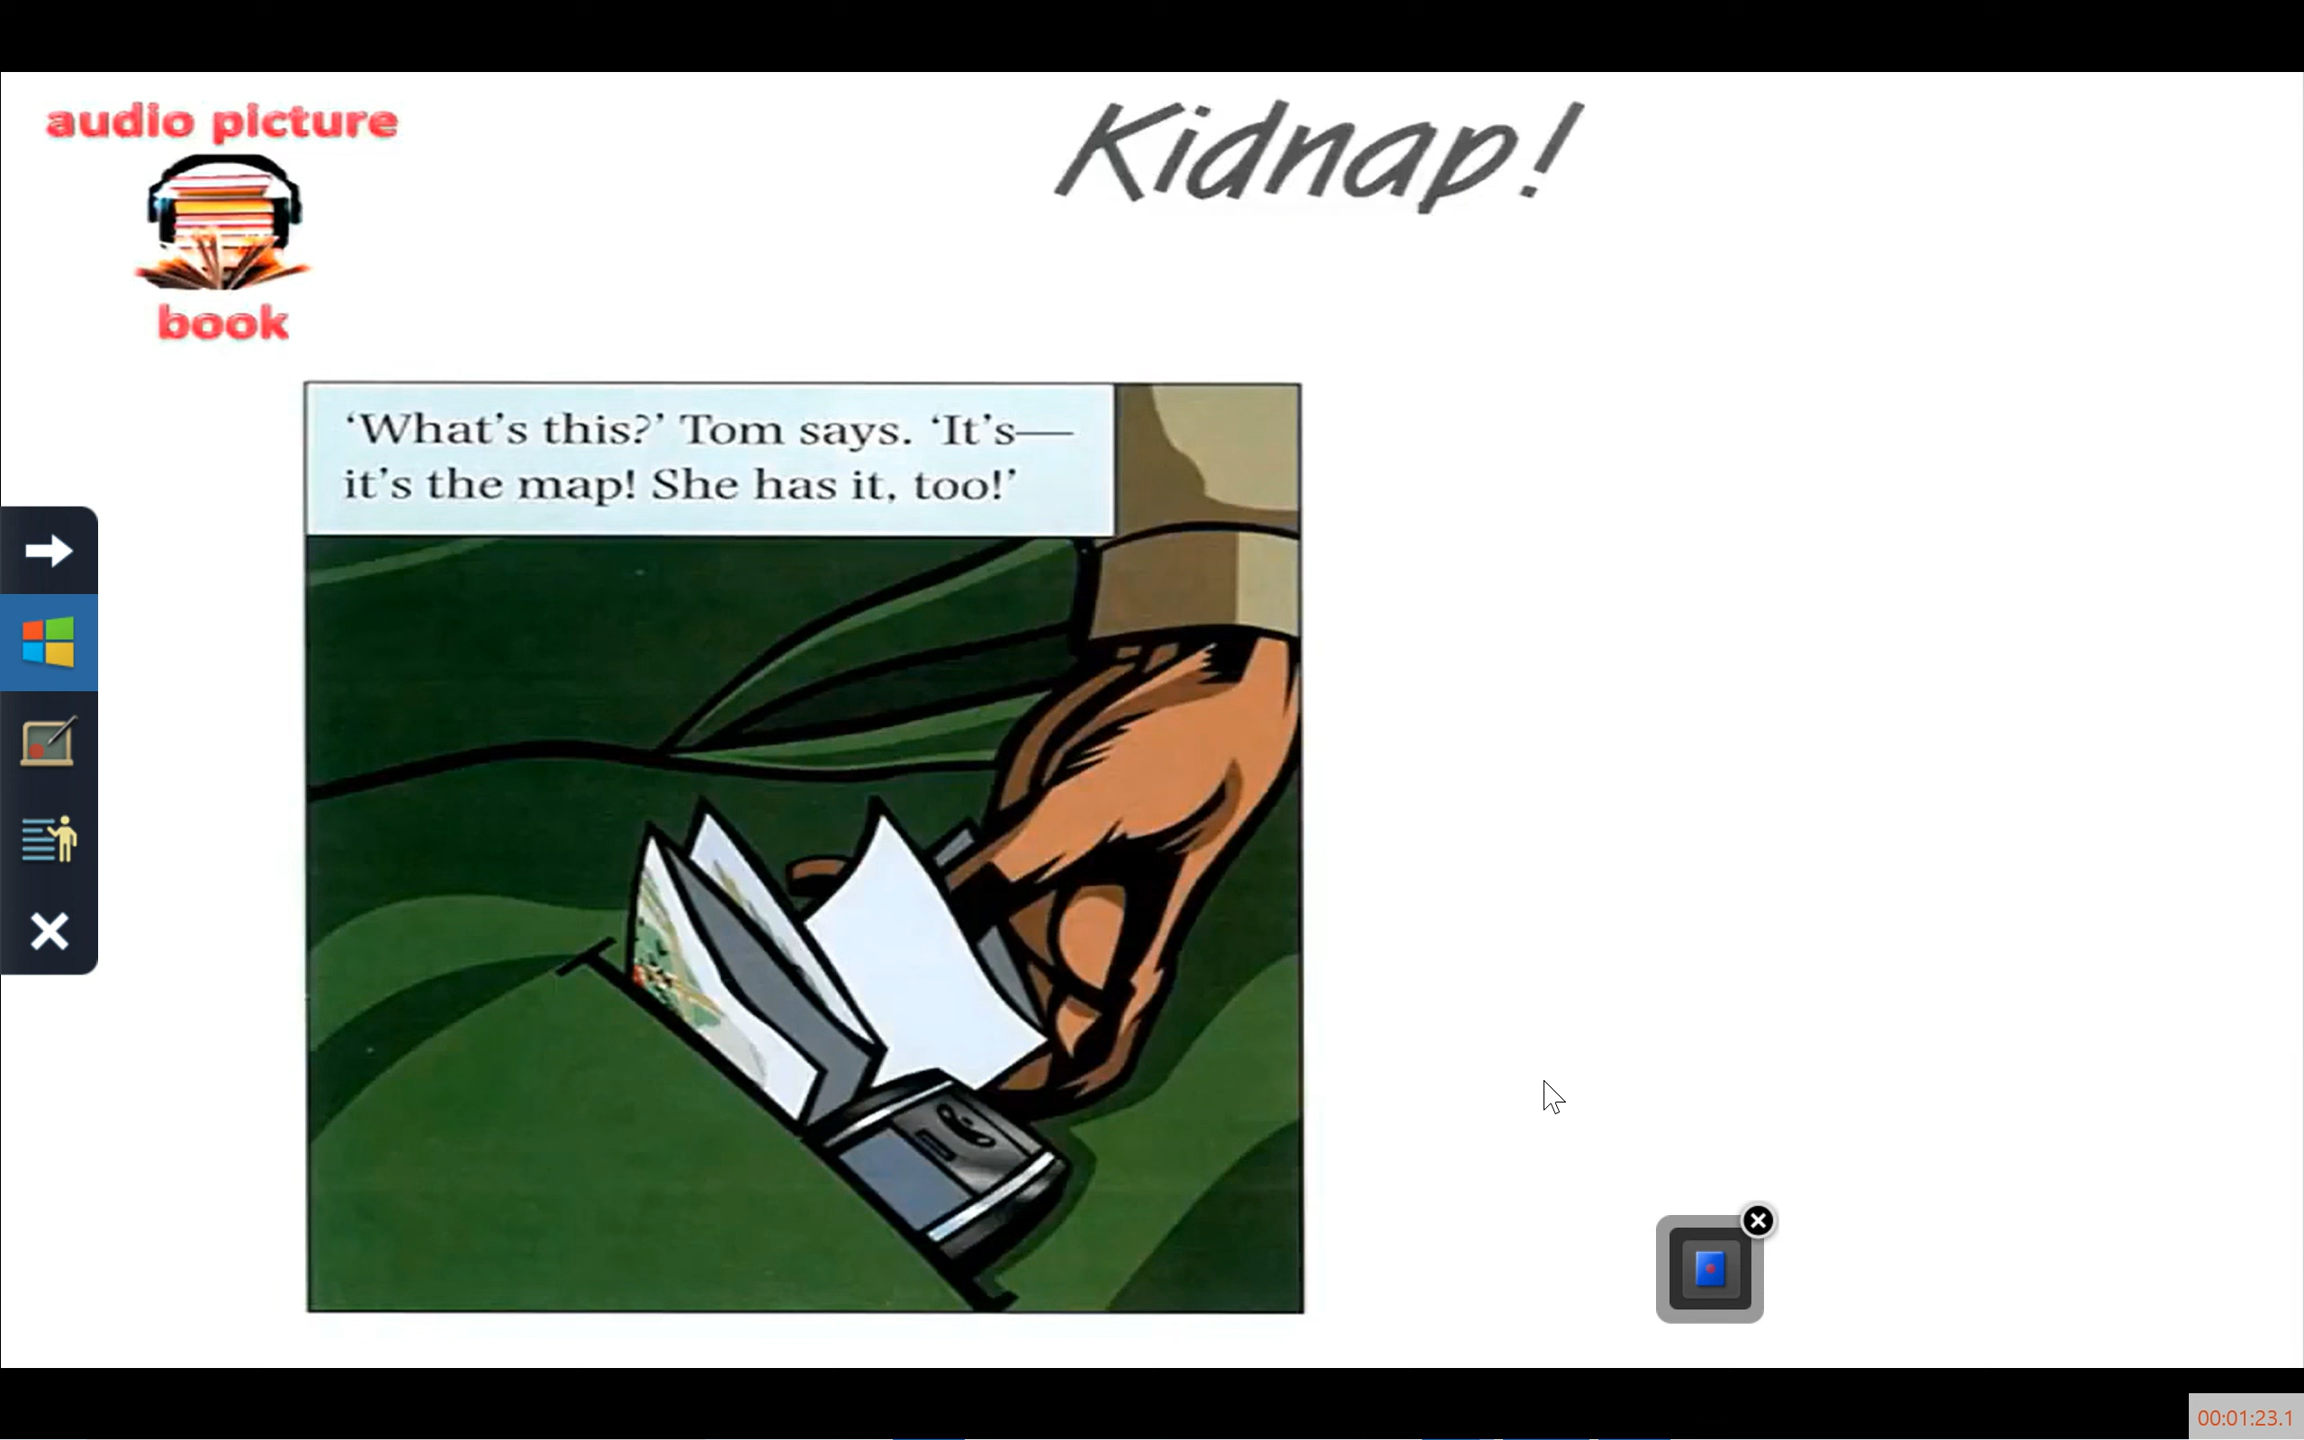 audio picture
book
Kidnap!
‘What’s this?’ Tom says. ‘It’s—
it’s the map! She has it, too!’
00:01:23.1